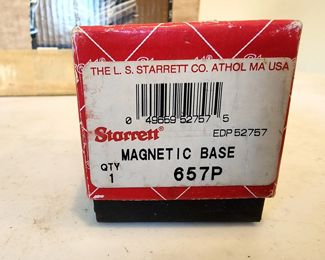 THE L. S. STARRETT CO. ATHOL MA USA
0 49659 52757 5
Starrett EDP 52757
MAGNETIC BASE
QTY
1 657P